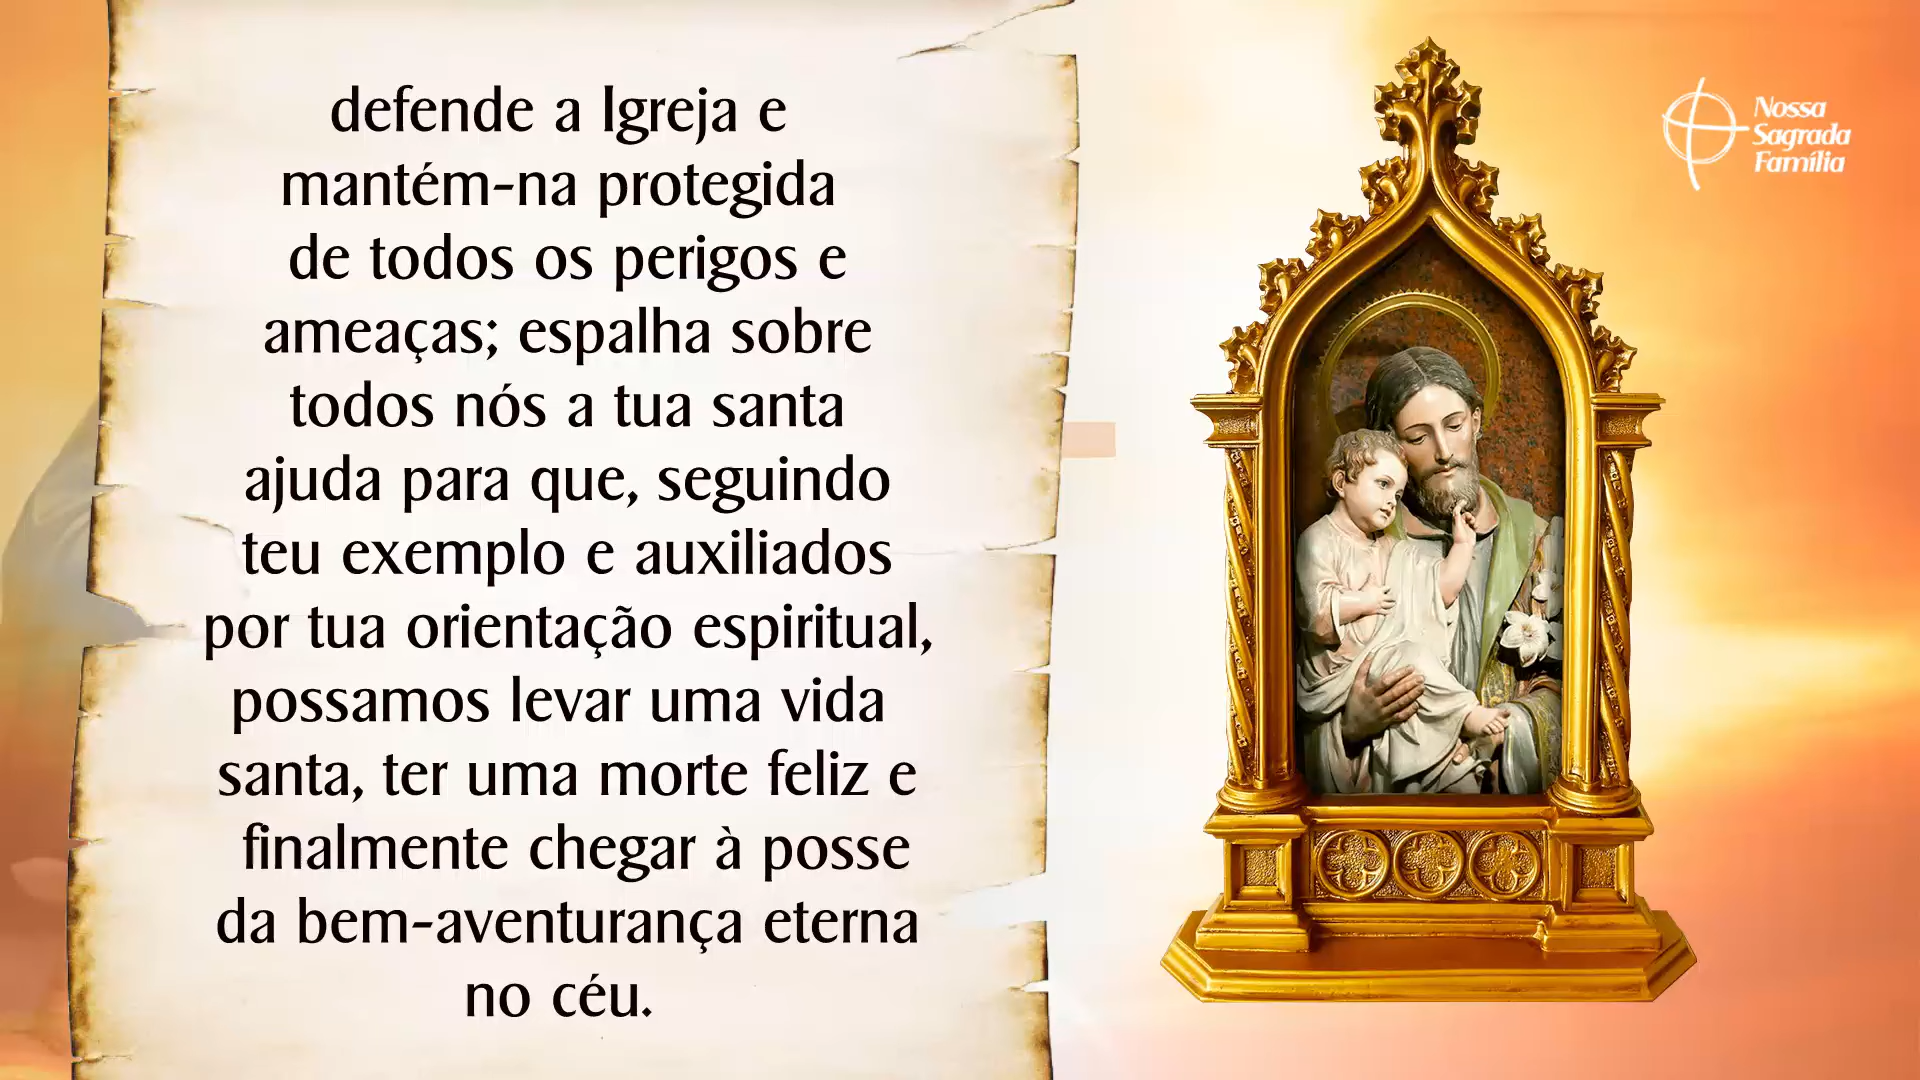 defende a Igreja e
mantém-na protegida
de todos os perigos e
ameaças; espalha sobre
todos nós a tua santa
ajuda para que, seguindo
teu exemplo e auxiliados
por tua orientação espiritual,
possamos levar uma vida
santa, ter uma morte feliz e
finalmente chegar à posse
da bem-aventurança eterna
no céu.
Nossa
Sagrada
Família